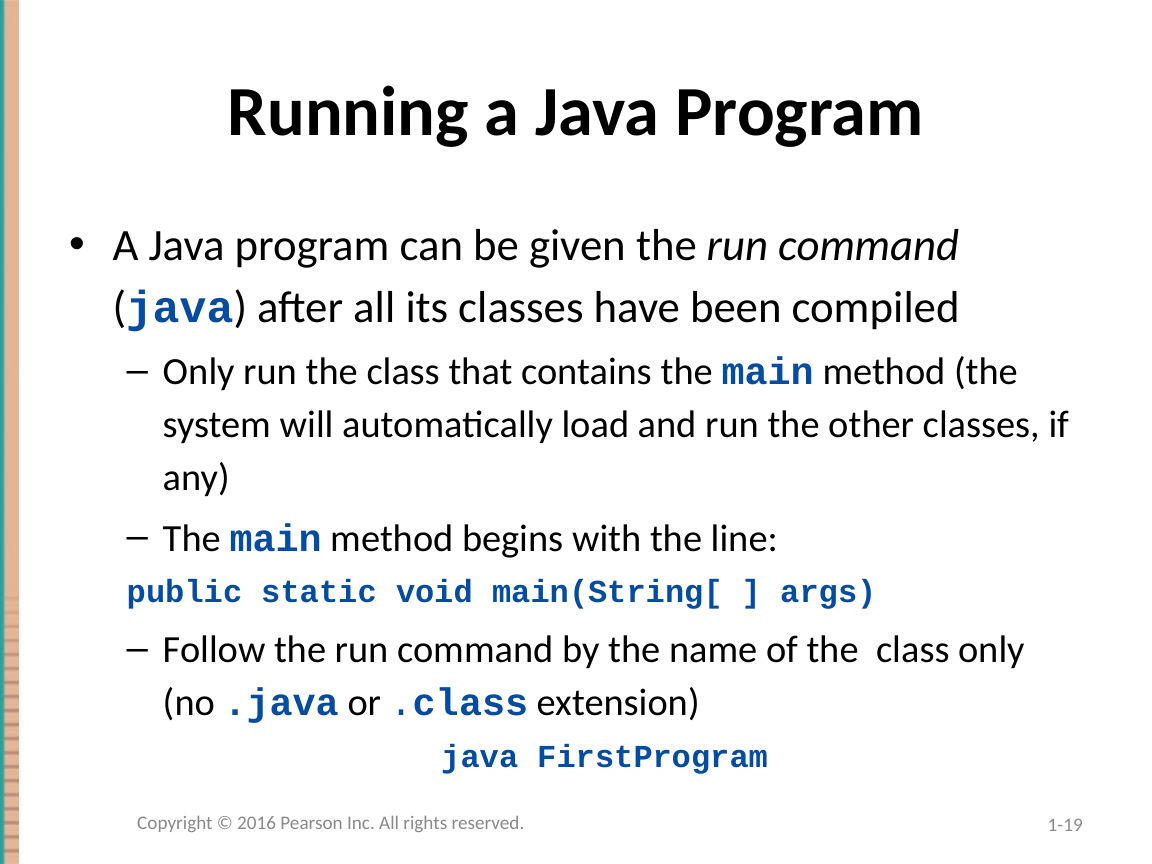 Running a Java Program
• A Java program can be given the run command
(java) after all its classes have been compiled
– Only run the class that contains the main method (the
system will automatically load and run the other classes, if
any)
– The main method begins with the line:
public static void main(String[ ] args)
– Follow the run command by the name of the  class only
(no .java or .class extension)
java FirstProgram
Copyright © 2016 Pearson Inc. All rights reserved.
1-19